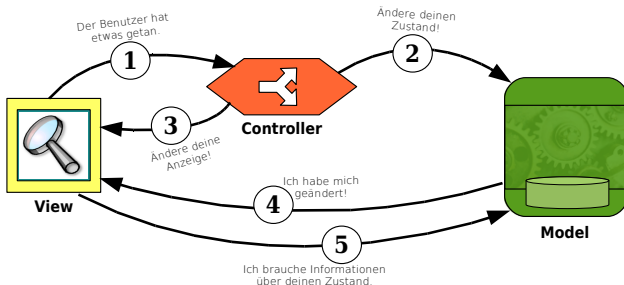 Der Benutzer hat
etwas getan.
1
Ändere deinen
Zustand!
2
Controller
3
Ändere deine
Anzeige!
View
Ich habe mich
geändert!
4
Model
5
Ich brauche Informationen
über deinen Zustand.